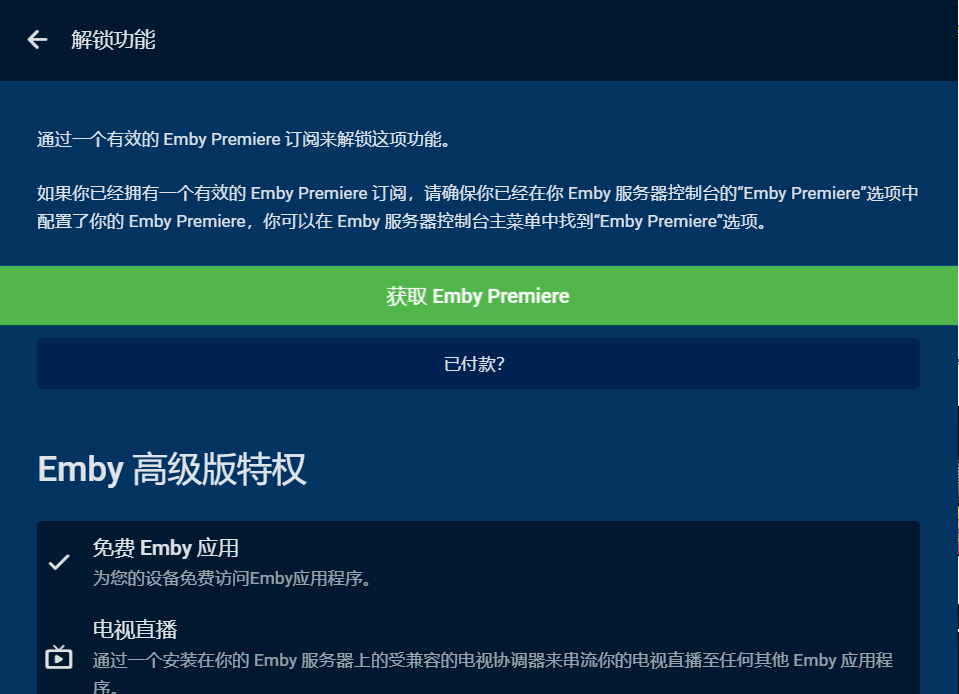 解锁功能
通过一个有效的 Emby Premiere 订阅来解锁这项功能。
如果你已经拥有一个有效的 Emby Premiere 订阅，请确保你已经在你 Emby 服务器控制台的“Emby Premiere”选项中
配置了你的 Emby Premiere，你可以在 Emby 服务器控制台主菜单中找到“Emby Premiere”选项。
获取 Emby Premiere
已付款？
Emby 高级版特权
免费 Emby 应用
为您的设备免费访问Emby应用程序。
电视直播
通过一个安装在你的 Emby 服务器上的受兼容的电视协调器来串流你的电视直播至任何其他 Emby 应用程
序。